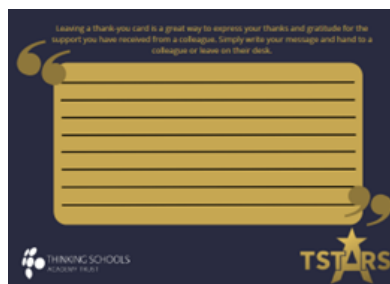 Leaving a thank you card is a great way to express your thanks and gratitude for the
support you have received from a colleague. Simply write your message and hand to a
colleague or leave on their desk.
THINKING SCHOOLS
ACADEMY TRUST
TSTARS